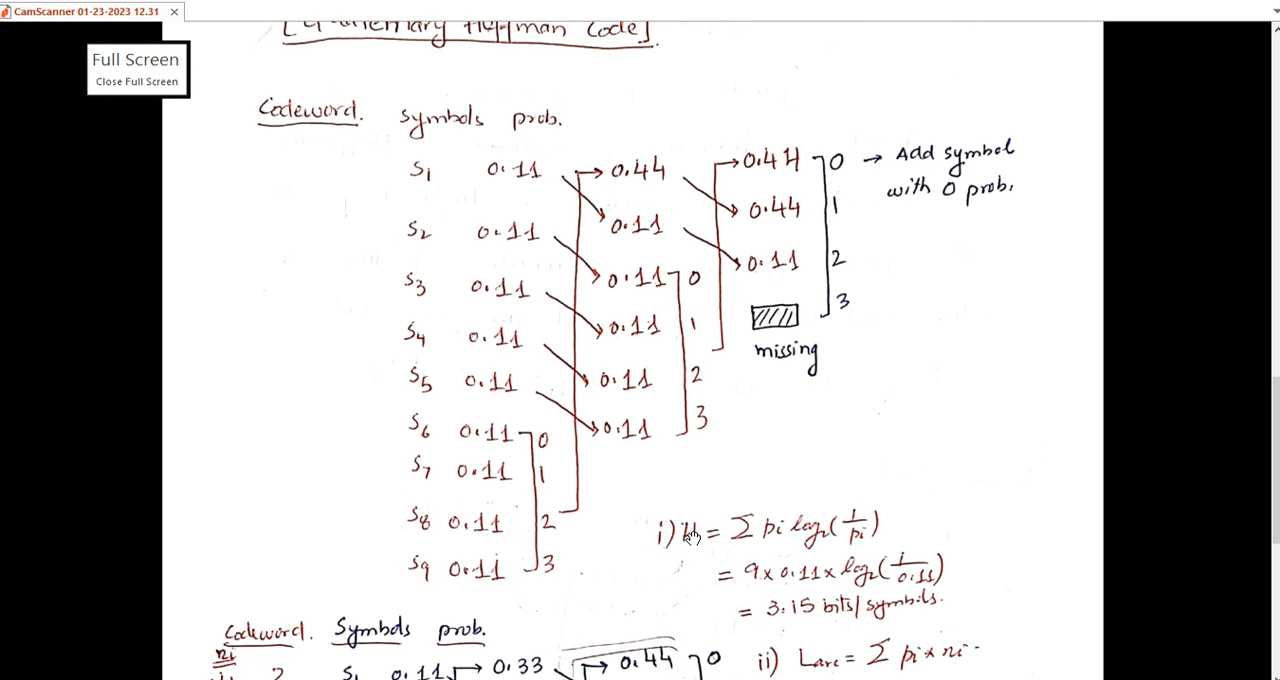 CamScanner 01-23-2023 12.31
Full Screen
Close Full Screen
Huffman Code].
Codeword. Symbols prob.
S1 0.11 0.44 0.44 0 → Add symbol
with 0 prob.
S2 0.11 0.11 0.44 1
S3 0.11 0.11 0 0.11 2
S4 0.11 0.11 1 3
missing
S5 0.11 0.11 2
S6 0.11 0 0.11 3
S7 0.11 1
S8 0.11 2
S9 0.11 3
i) H = Σ pi log2(1/pi)
= 9 x 0.11 x log2(1/0.11)
= 3.15 bits/symbols.
Codeword. Symbols prob.
ni
2 S1 0.11 → 0.33 → 0.44 0
ii) Lave = Σ pi x ni